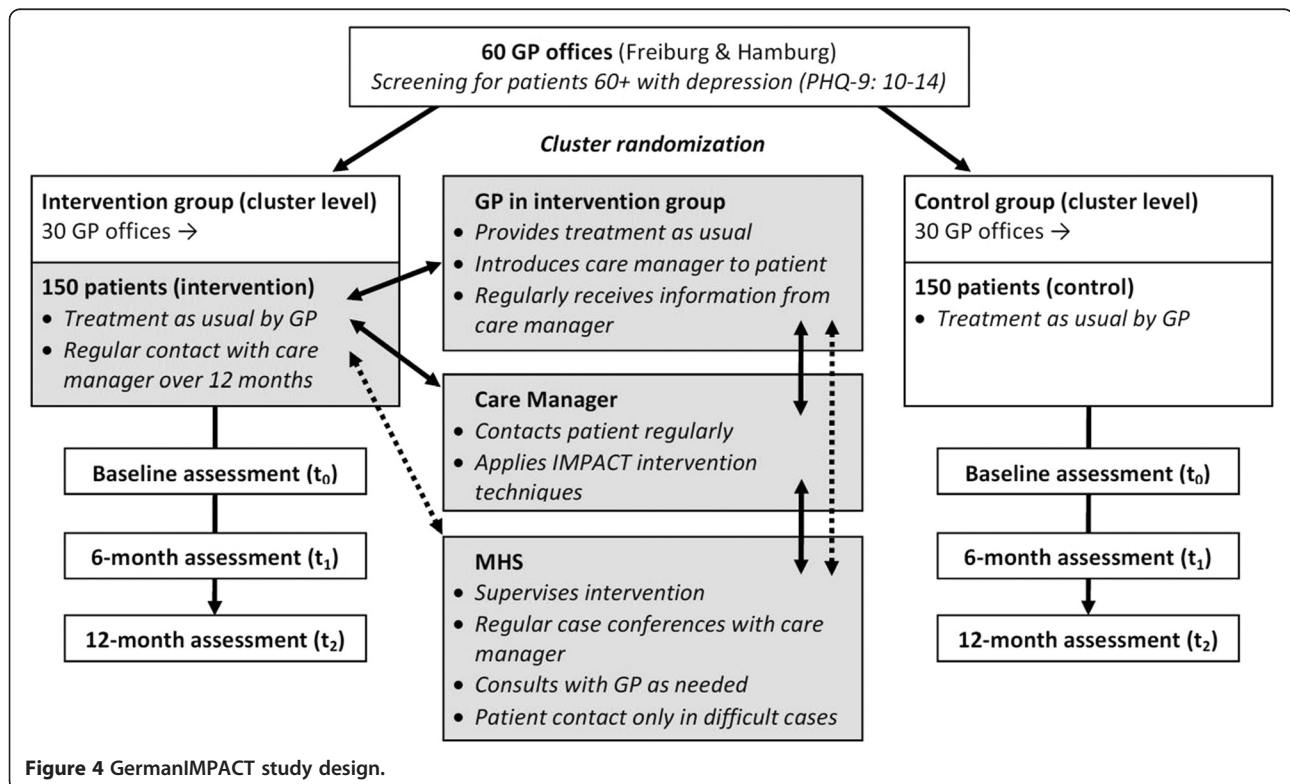 60 GP offices (Freiburg & Hamburg)
Screening for patients 60+ with depression (PHQ-9: 10-14)
Cluster randomization
Intervention group (cluster level)
30 GP offices →
150 patients (intervention)
• Treatment as usual by GP
• Regular contact with care
manager over 12 months
Baseline assessment (t₀)
6-month assessment (t₁)
12-month assessment (t₂)
GP in intervention group
• Provides treatment as usual
• Introduces care manager to patient
• Regularly receives information from
care manager
Care Manager
• Contacts patient regularly
• Applies IMPACT intervention
techniques
MHS
• Supervises intervention
• Regular case conferences with care
manager
• Consults with GP as needed
• Patient contact only in difficult cases
Control group (cluster level)
30 GP offices →
150 patients (control)
• Treatment as usual by GP
Baseline assessment (t₀)
6-month assessment (t₁)
12-month assessment (t₂)
Figure 4 GermanIMPACT study design.